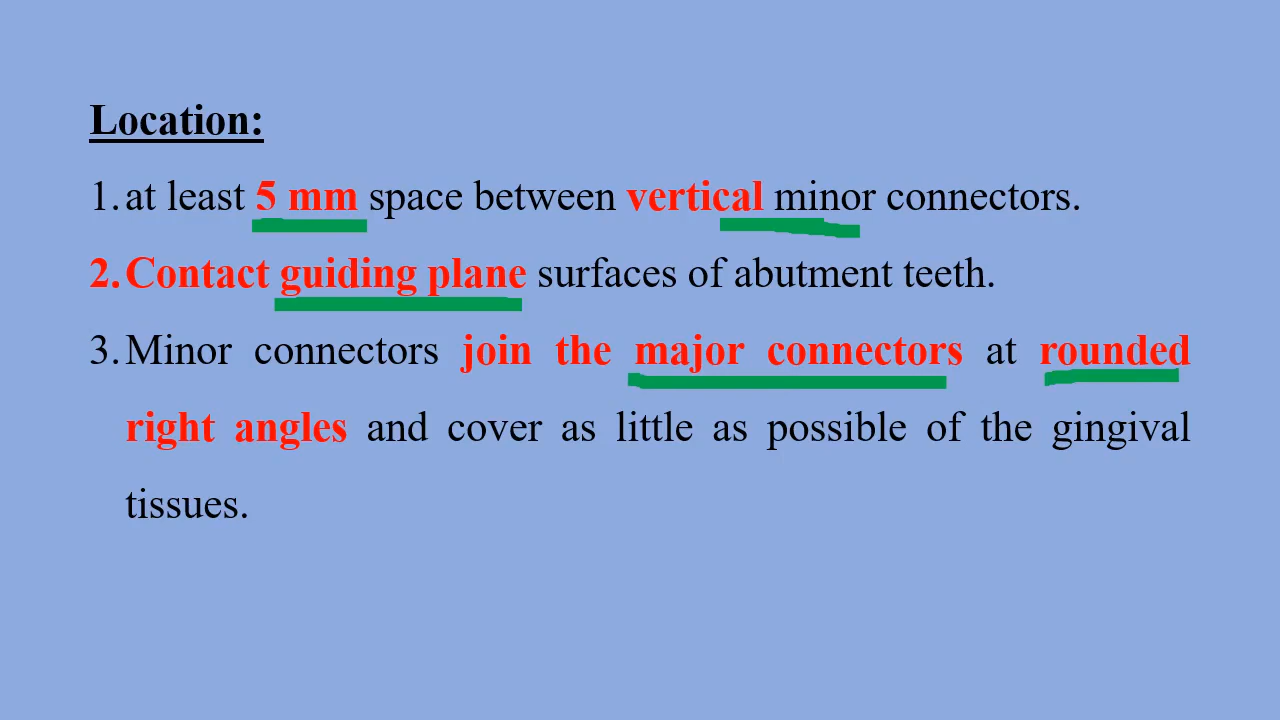 Location:
1. at least 5 mm space between vertical minor connectors.
2. Contact guiding plane surfaces of abutment teeth.
3. Minor connectors join the major connectors at rounded
right angles and cover as little as possible of the gingival
tissues.